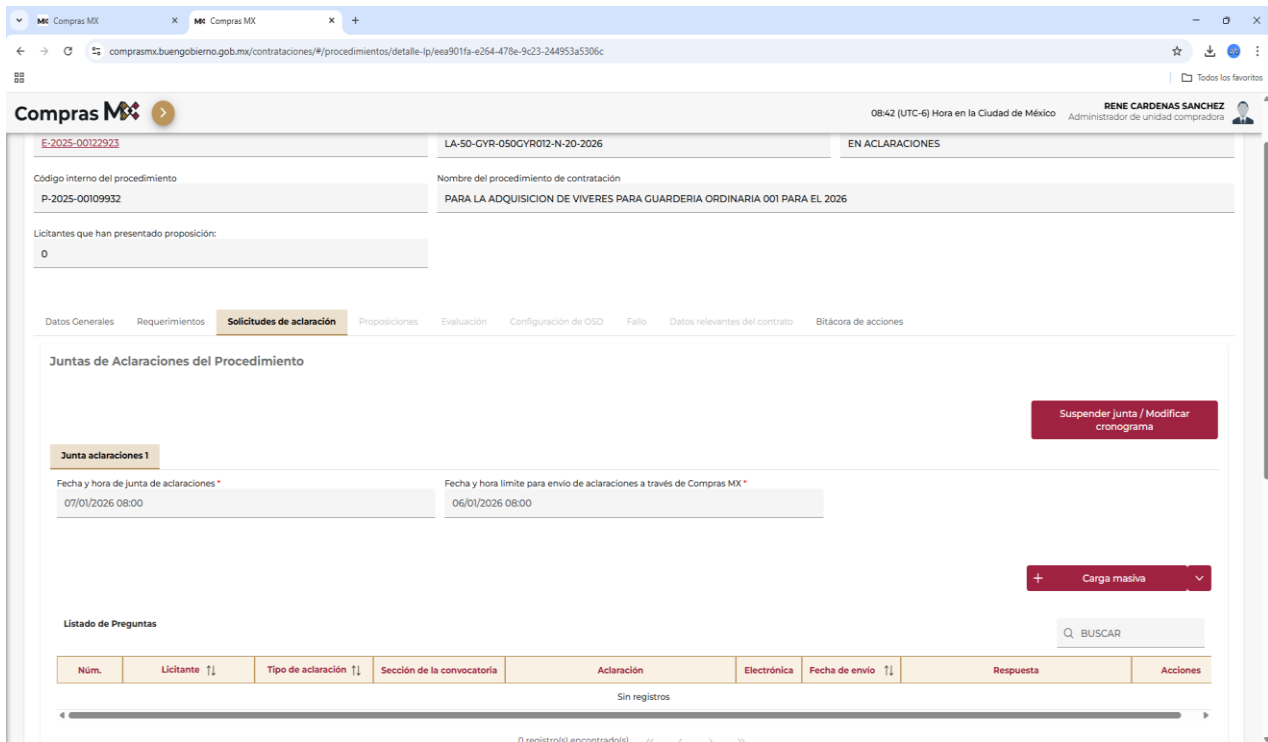 Compras MX
Compras MX
comprasmx.buengobierno.gob.mx/contrataciones/#/procedimientos/detalle-lp/eea901fa-e264-478e-9c23-244953a5306c
Todos los favoritos
Compras MX
08:42 (UTC-6) Hora en la Ciudad de México
RENE CARDENAS SANCHEZ
Administrador de unidad compradora
E-2025-00122923
LA-50-GYR-050GYR012-N-20-2026
EN ACLARACIONES
Código interno del procedimiento
Nombre del procedimiento de contratación
P-2025-00109932
PARA LA ADQUISICION DE VIVERES PARA GUARDERIA ORDINARIA 001 PARA EL 2026
Licitantes que han presentado proposición:
0
Datos Generales
Requerimientos
Solicitudes de aclaración
Proposiciones
Evaluación
Configuración de OSD
Fallo
Datos relevantes del contrato
Bitácora de acciones
Juntas de Aclaraciones del Procedimiento
Suspender junta / Modificar
cronograma
Junta aclaraciones 1
Fecha y hora de junta de aclaraciones *
Fecha y hora límite para envío de aclaraciones a través de Compras MX *
07/01/2026 08:00
06/01/2026 08:00
+ Carga masiva
Listado de Preguntas
BUSCAR
Núm.
Licitante
Tipo de aclaración
Sección de la convocatoria
Aclaración
Electrónica
Fecha de envío
Respuesta
Acciones
Sin registros
0 registro(s) encontrado(s)